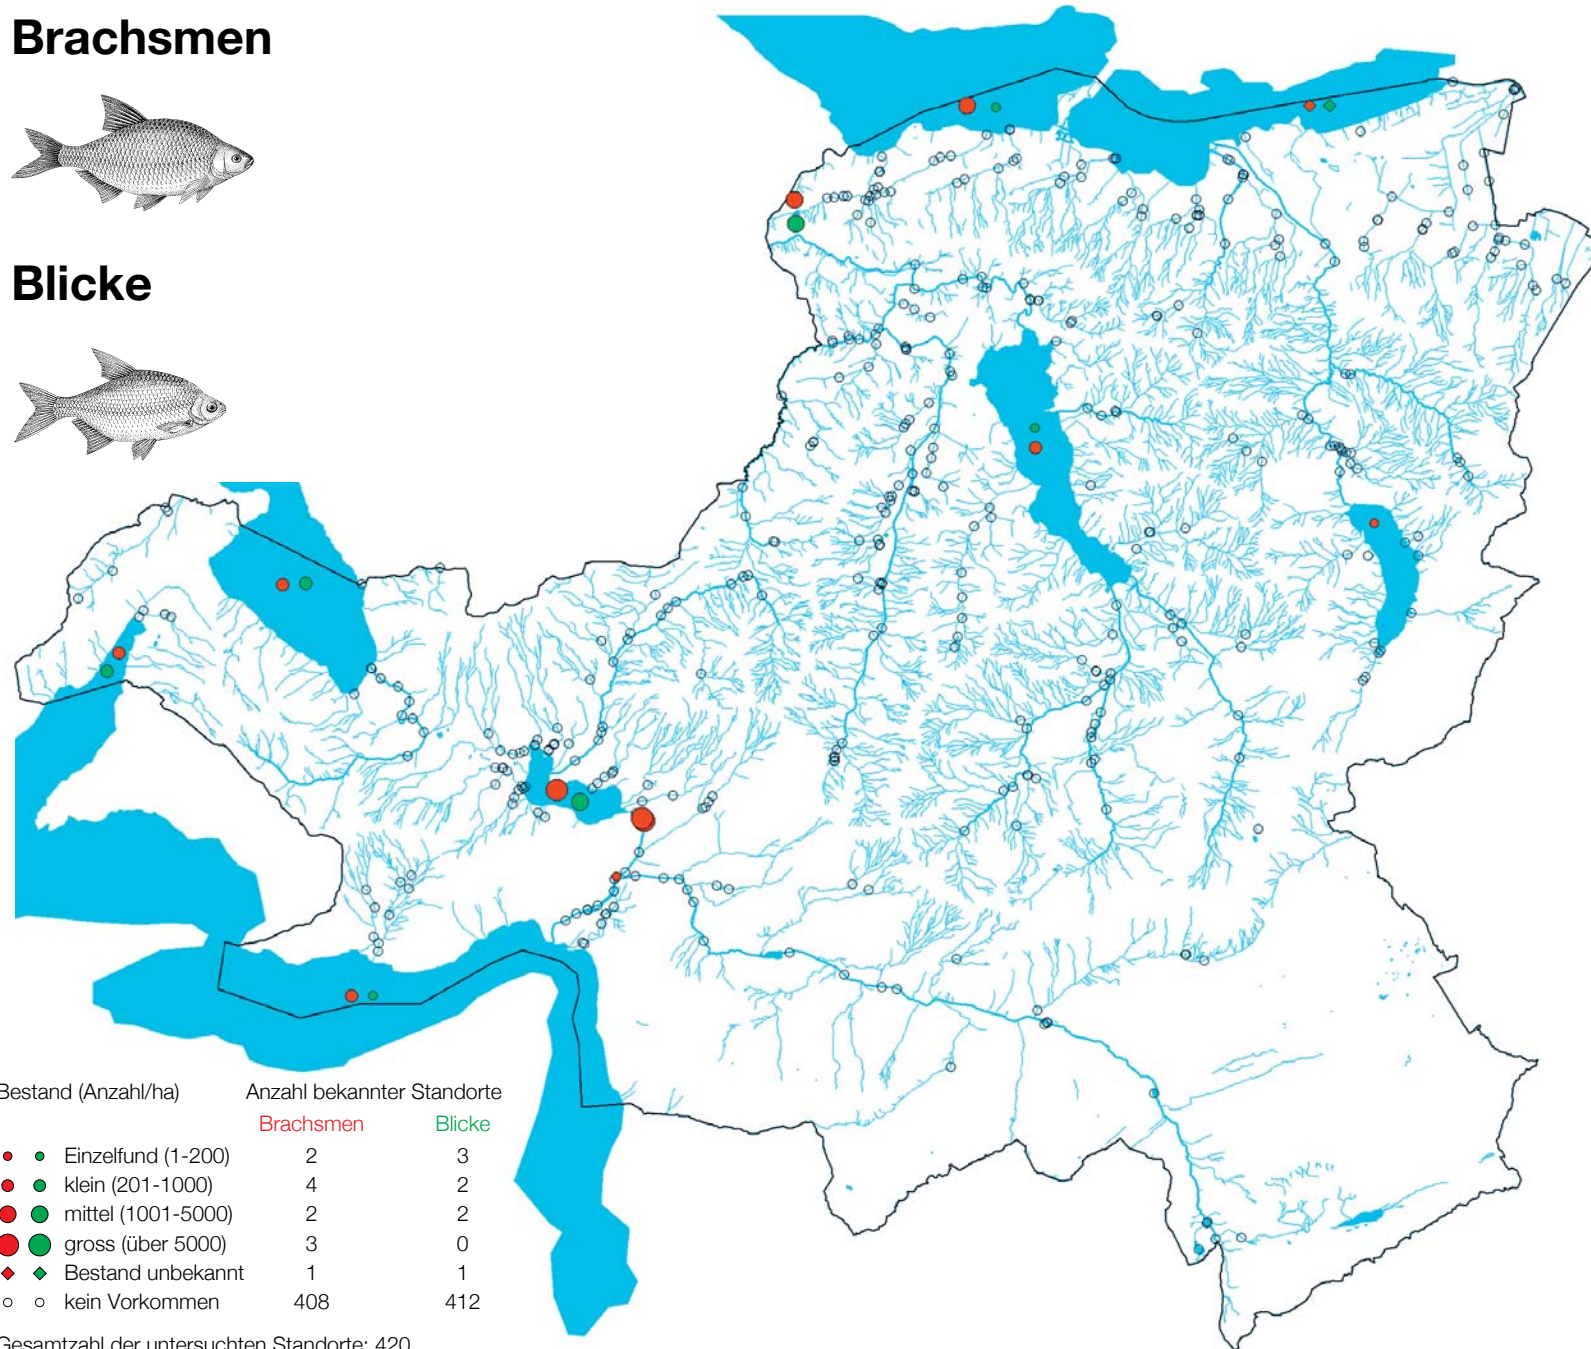 Brachsmen
Blicke
Bestand (Anzahl/ha) Anzahl bekannter Standorte
Brachsmen Blicke
Einzelfund (1-200) 2 3
klein (201-1000) 4 2
mittel (1001-5000) 2 2
gross (über 5000) 3 0
Bestand unbekannt 1 1
kein Vorkommen 408 412
Gesamtzahl der untersuchten Standorte: 420